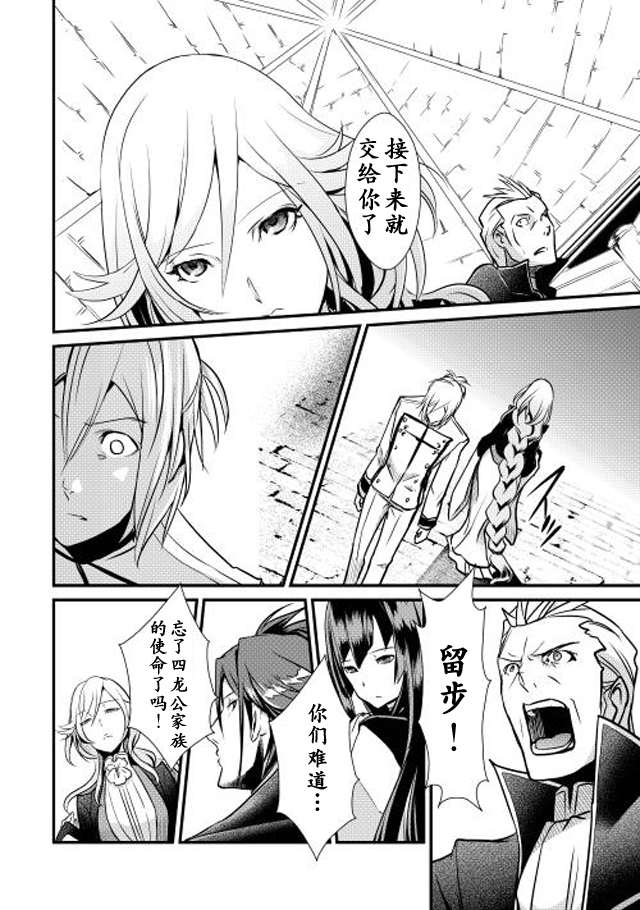 接下来就
交给你了
留步！
你们难道…
忘了四龙公家族
的使命了吗！